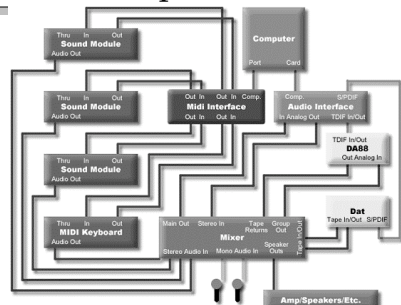 Thru In Out
Sound Module
Audio Out
Thru In Out
Sound Module
Audio Out
Thru In Out
Sound Module
Audio Out
Thru In Out
MIDI Keyboard
Audio Out
Out In Out In Comp.
Midi Interface
Out In Out In
Computer
Port Card
Comp. S/PDIF
Audio Interface
In Analog Out TDIF In/Out
TDIF In/Out
DA88
Out Analog In
Dat
Tape In/Out S/PDIF
Main Out Stereo In Tape Returns Group Out Tape In/Out
Mixer
Stereo Audio In Mono Audio In Speaker Outs
Amp/Speakers/Etc.